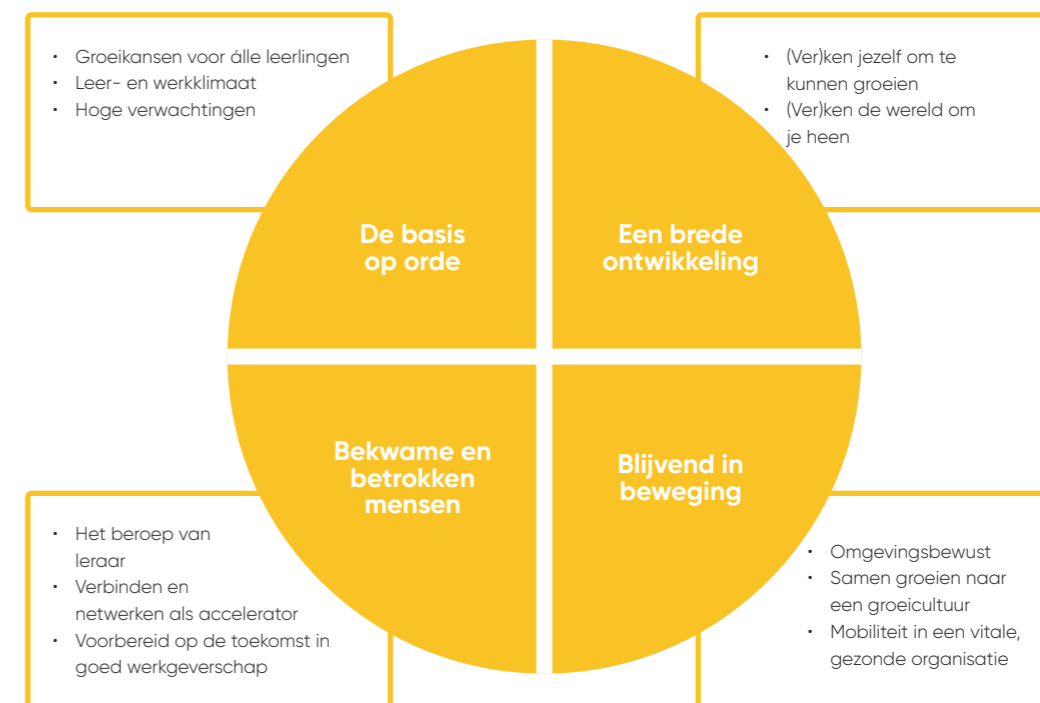 • Groeikansen voor álle leerlingen
• Leer- en werkklimaat
• Hoge verwachtingen
• (Ver)ken jezelf om te
kunnen groeien
• (Ver)ken de wereld om
je heen
De basis
op orde
Een brede
ontwikkeling
Bekwame en
betrokken
mensen
Blijvend in
beweging
• Het beroep van
leraar
• Verbinden en
netwerken als accelerator
• Voorbereid op de toekomst in
goed werkgeverschap
• Omgevingsbewust
• Samen groeien naar
een groeicultuur
• Mobiliteit in een vitale,
gezonde organisatie